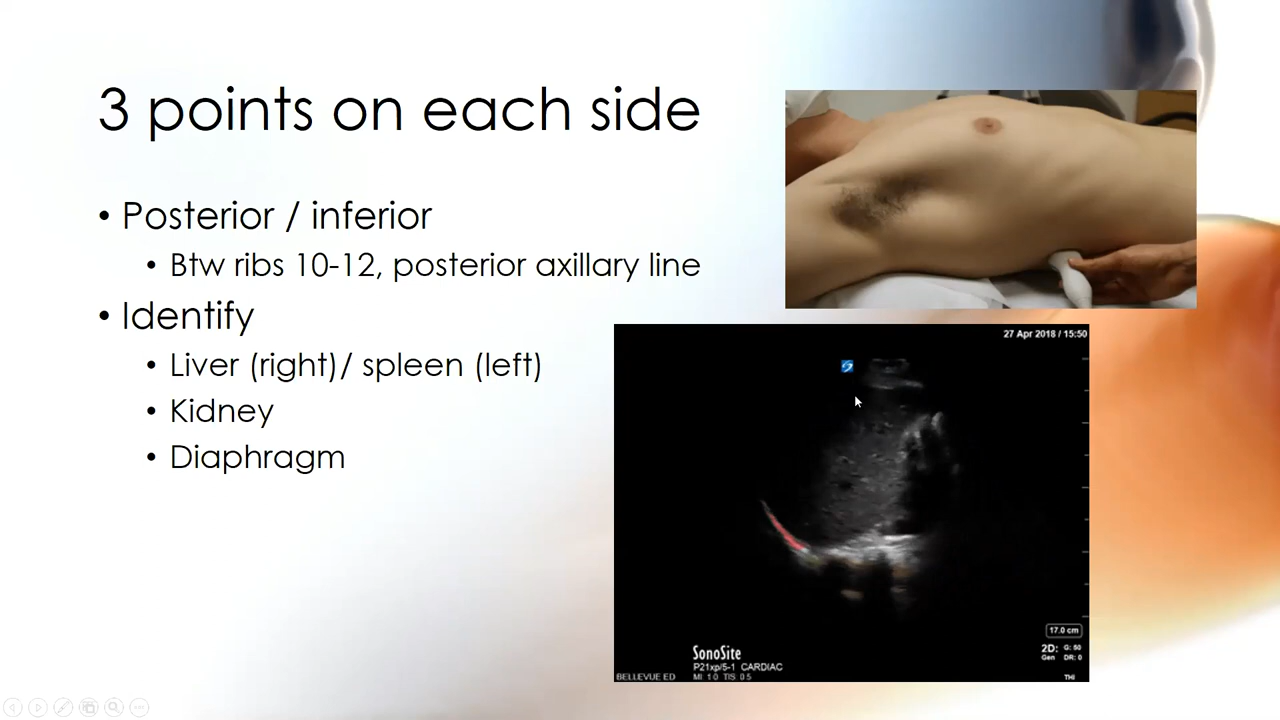 3 points on each side
• Posterior / inferior
• Btw ribs 10-12, posterior axillary line
• Identify
• Liver (right)/ spleen (left)
• Kidney
• Diaphragm
27 Apr 2018 / 15:50
17.0 cm
2D: G: 50
Gen DR: 0
THI
SonoSite
P21xp/5-1 CARDIAC
BELLEVUE ED MI: 1.0 TIS: 0.5